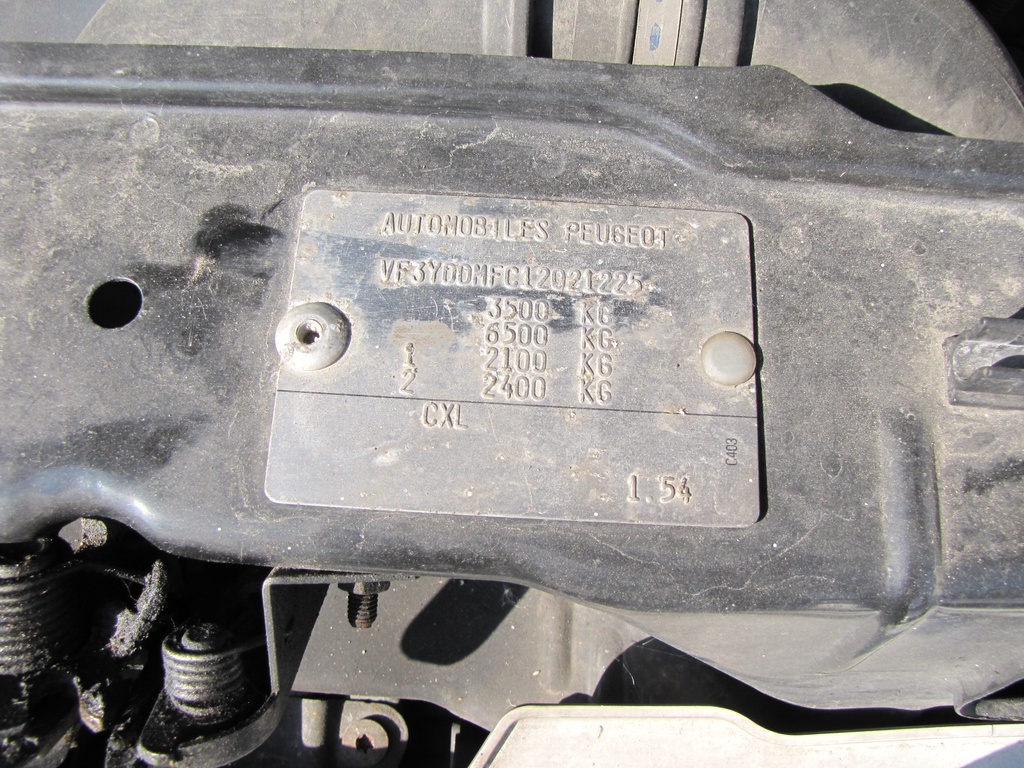 AUTOMOBILES PEUGEOT
VF3YDDMFC12021225
3500 KG
6500 KG
1 2100 KG
2 2400 KG
CXL
C403
1.54